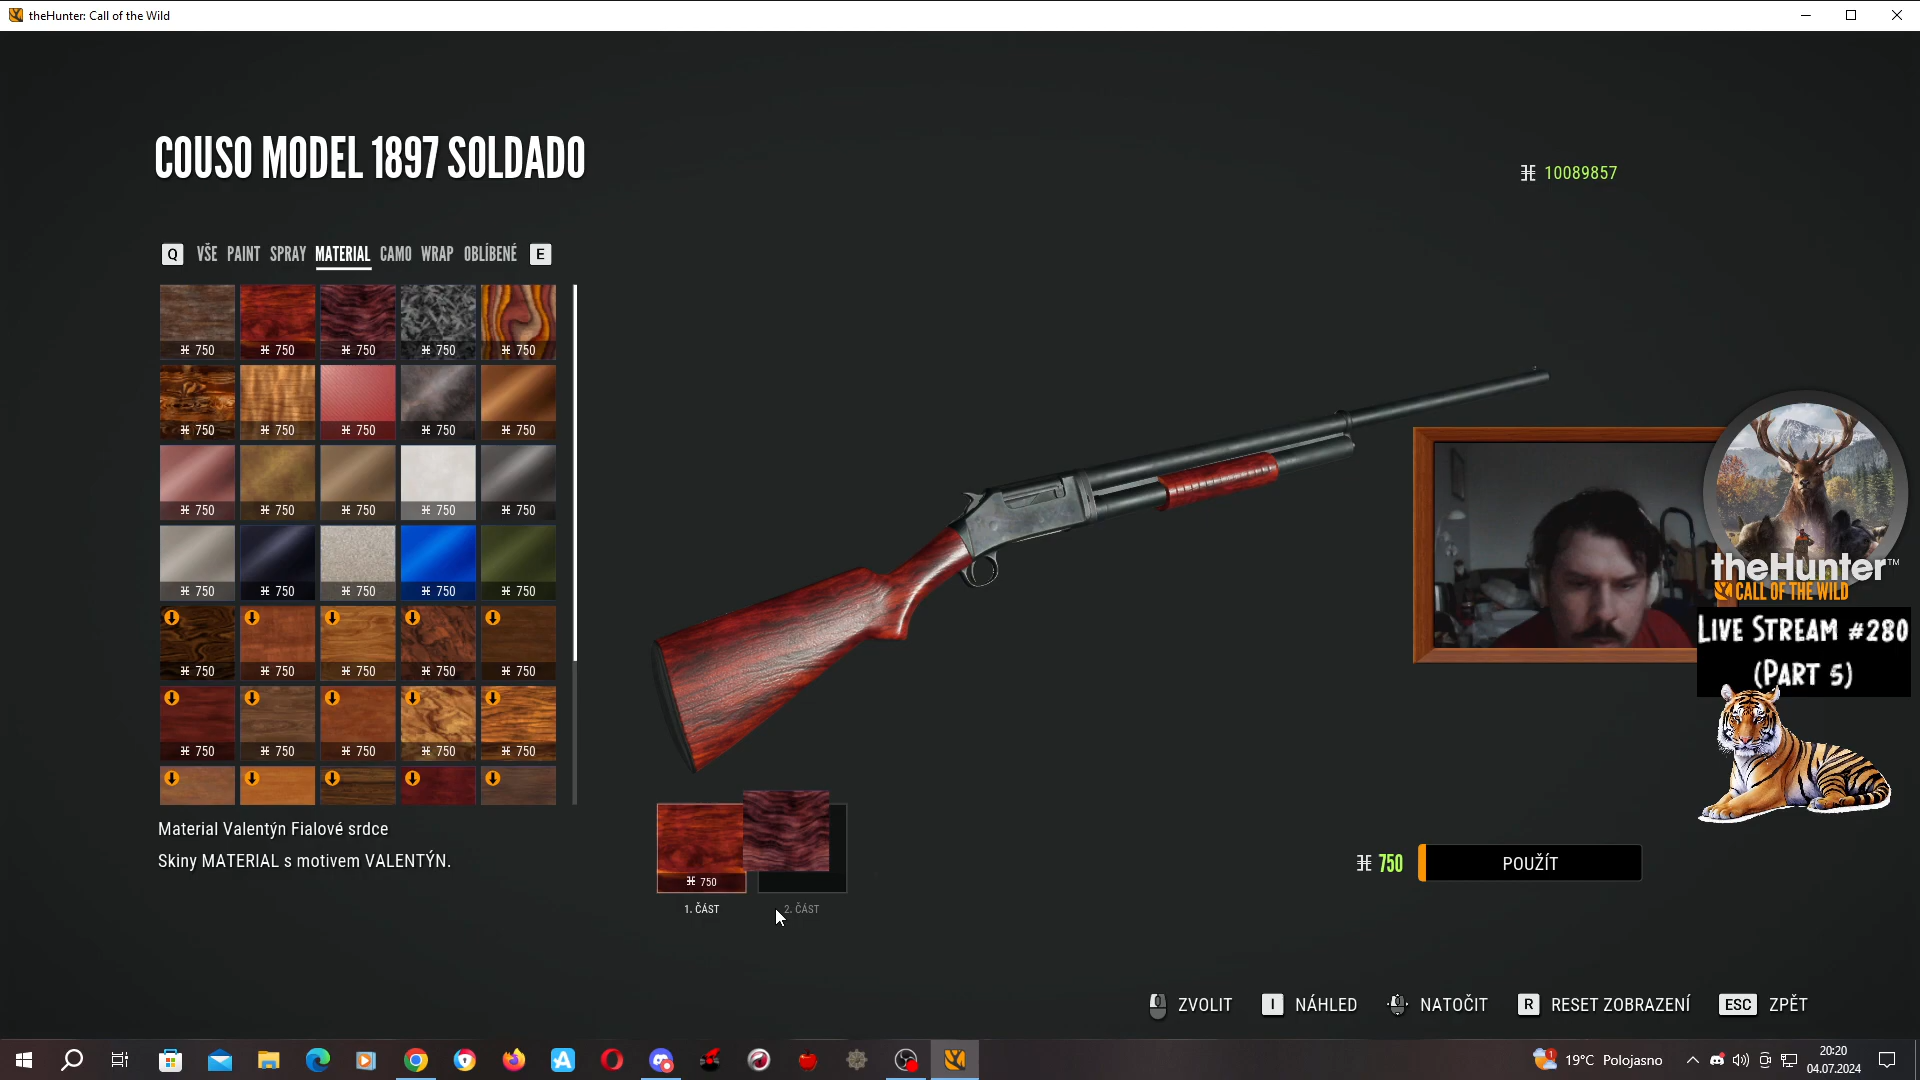 theHunter: Call of the Wild
COUSO MODEL 1897 SOLDADO
10089857
Q VŠE PAINT SPRAY MATERIAL CAMO WRAP OBLÍBENÉ E
750 750 750 750 750
750 750 750 750 750
750 750 750 750 750
750 750 750 750 750
750 750 750 750 750
750 750 750 750 750
Material Valentýn Fialové srdce
Skiny MATERIAL s motivem VALENTÝN.
750
1. ČÁST 2. ČÁST
750 POUŽÍT
theHunter™
CALL OF THE WILD
LIVE STREAM #280
(PART 5)
ZVOLIT I NÁHLED NATOČIT R RESET ZOBRAZENÍ ESC ZPĚT
1 19°C Polojasno
20:20
04.07.2024